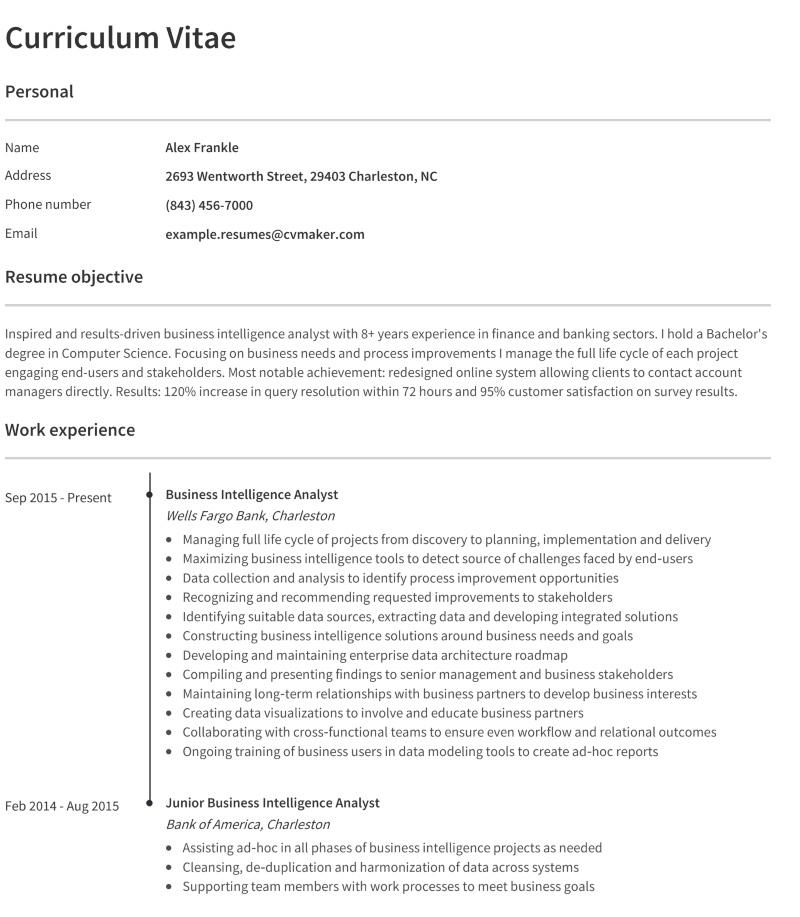 Curriculum Vitae
Personal
Name Alex Frankle
Address 2693 Wentworth Street, 29403 Charleston, NC
Phone number (843) 456-7000
Email example.resumes@cvmaker.com
Resume objective
Inspired and results-driven business intelligence analyst with 8+ years experience in finance and banking sectors. I hold a Bachelor's
degree in Computer Science. Focusing on business needs and process improvements I manage the full life cycle of each project
engaging end-users and stakeholders. Most notable achievement: redesigned online system allowing clients to contact account
managers directly. Results: 120% increase in query resolution within 72 hours and 95% customer satisfaction on survey results.
Work experience
Sep 2015 - Present Business Intelligence Analyst
Wells Fargo Bank, Charleston
• Managing full life cycle of projects from discovery to planning, implementation and delivery
• Maximizing business intelligence tools to detect source of challenges faced by end-users
• Data collection and analysis to identify process improvement opportunities
• Recognizing and recommending requested improvements to stakeholders
• Identifying suitable data sources, extracting data and developing integrated solutions
• Constructing business intelligence solutions around business needs and goals
• Developing and maintaining enterprise data architecture roadmap
• Compiling and presenting findings to senior management and business stakeholders
• Maintaining long-term relationships with business partners to develop business interests
• Creating data visualizations to involve and educate business partners
• Collaborating with cross-functional teams to ensure even workflow and relational outcomes
• Ongoing training of business users in data modeling tools to create ad-hoc reports
Feb 2014 - Aug 2015 Junior Business Intelligence Analyst
Bank of America, Charleston
• Assisting ad-hoc in all phases of business intelligence projects as needed
• Cleansing, de-duplication and harmonization of data across systems
• Supporting team members with work processes to meet business goals